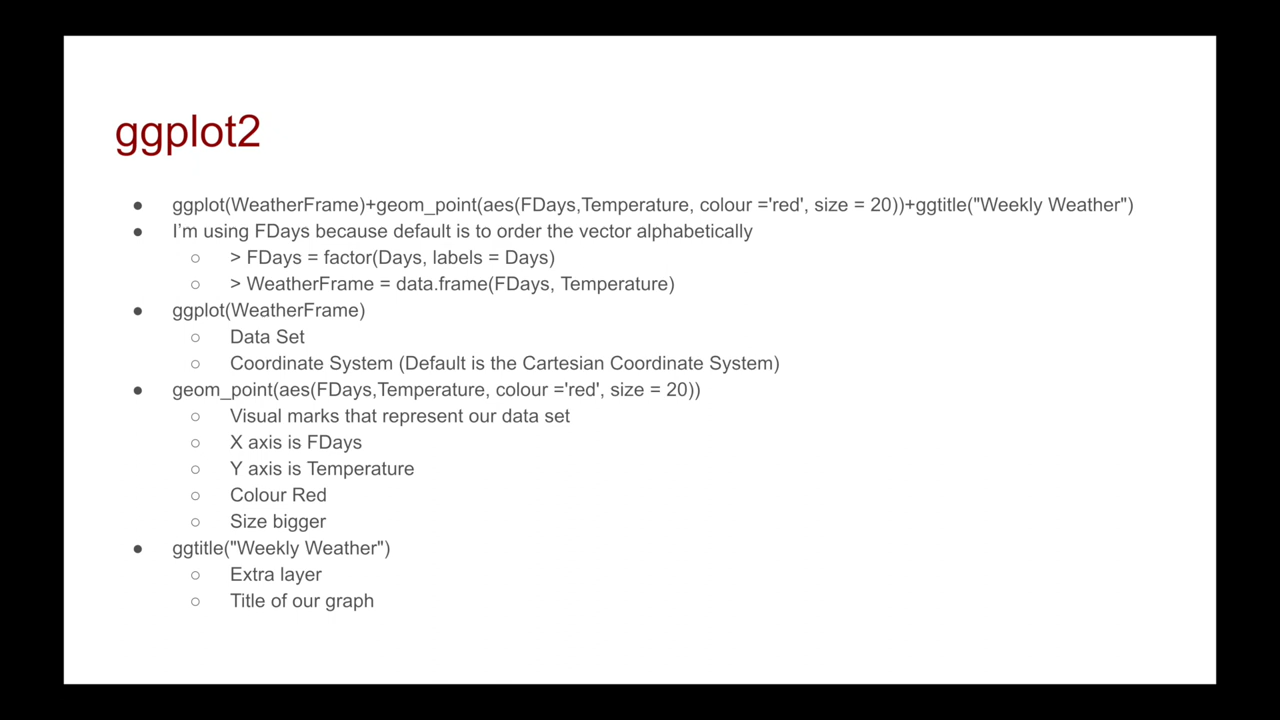 ggplot2
● ggplot(WeatherFrame)+geom_point(aes(FDays,Temperature, colour ='red', size = 20))+ggtitle("Weekly Weather")
● I’m using FDays because default is to order the vector alphabetically
○ > FDays = factor(Days, labels = Days)
○ > WeatherFrame = data.frame(FDays, Temperature)
● ggplot(WeatherFrame)
○ Data Set
○ Coordinate System (Default is the Cartesian Coordinate System)
● geom_point(aes(FDays,Temperature, colour ='red', size = 20))
○ Visual marks that represent our data set
○ X axis is FDays
○ Y axis is Temperature
○ Colour Red
○ Size bigger
● ggtitle("Weekly Weather")
○ Extra layer
○ Title of our graph